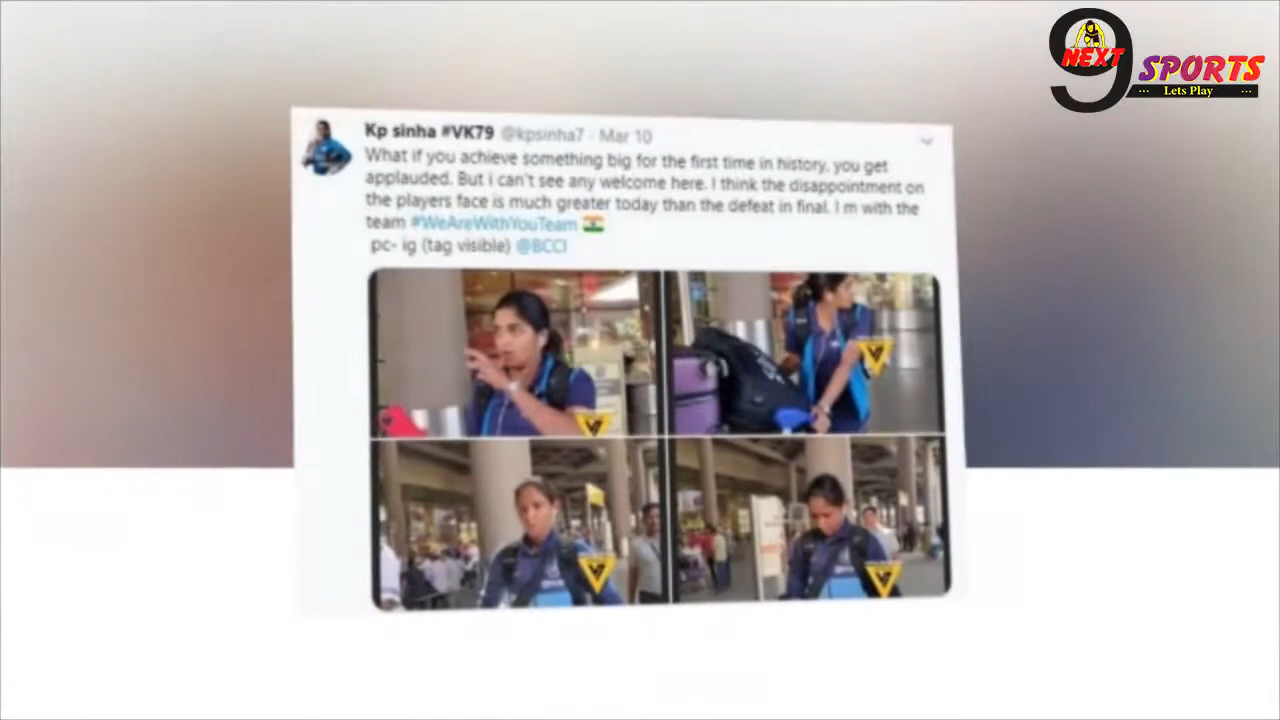 9
NEXT
SPORTS
Lets Play
Kp sinha #VK79 @kpsinha7 · Mar 10
What if you achieve something big for the first time in history, you get
applauded. But i can't see any welcome here. I think the disappointment on
the players face is much greater today than the defeat in final. I m with the
team #WeAreWithYouTeam
pc- ig (tag visible) @BCCI